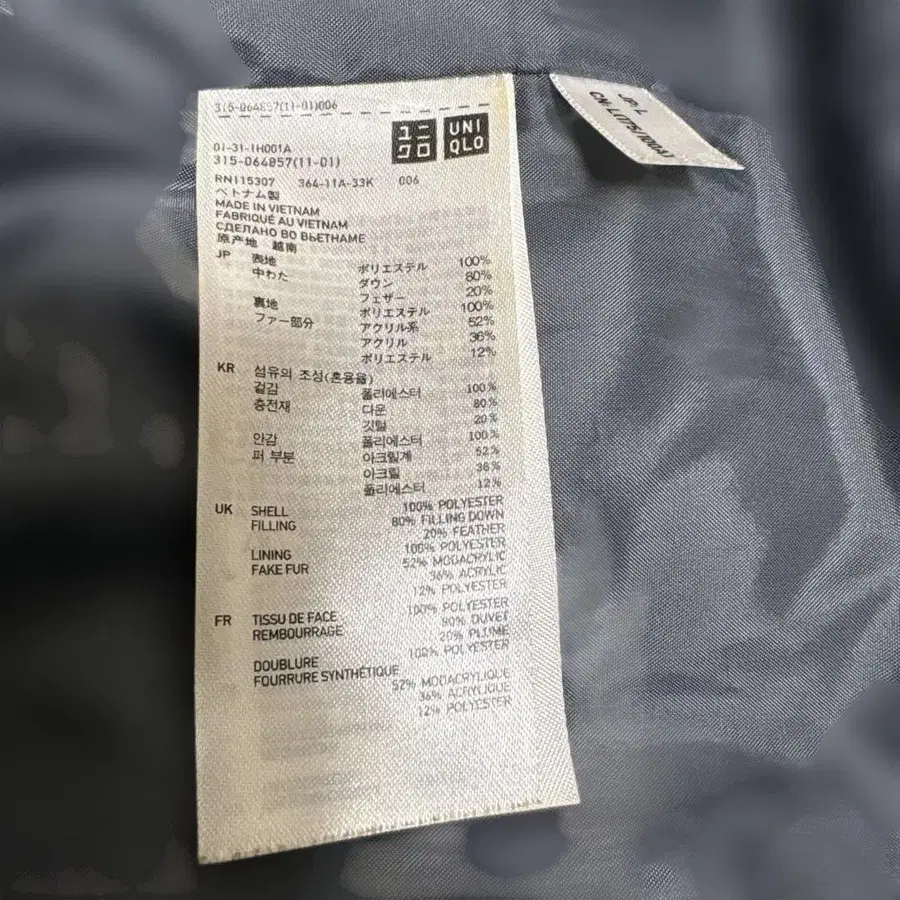 315-064857(11-01)006
ユニ
クロ
UNI
QLO
01-31-1H001A
315-064857(11-01)
RN115307 364-11A-33K 006
ベトナム製
MADE IN VIETNAM
FABRIQUÉ AU VIETNAM
СДЕЛАНО ВО ВЬЕТНАМЕ
原产地 越南
JP 表地 ポリエステル 100%
中わた ダウン 80%
フェザー 20%
裏地 ポリエステル 100%
ファー部分 アクリル系 52%
アクリル 36%
ポリエステル 12%
KR 섬유의 조성(혼용율)
겉감 폴리에스터 100%
충전재 다운 80%
깃털 20%
안감 폴리에스터 100%
퍼 부분 아크릴계 52%
아크릴 36%
폴리에스터 12%
UK SHELL 100% POLYESTER
FILLING 80% FILLING DOWN
20% FEATHER
LINING 100% POLYESTER
FAKE FUR 52% MODACRYLIC
36% ACRYLIC
12% POLYESTER
FR TISSU DE FACE 100% POLYESTER
REMBOURRAGE 80% DUVET
20% PLUME
DOUBLURE 100% POLYESTER
FOURRURE SYNTHÉTIQUE 52% MODACRYLIQUE
36% ACRYLIQUE
12% POLYESTER
JP:L
CN:L(175/100A)